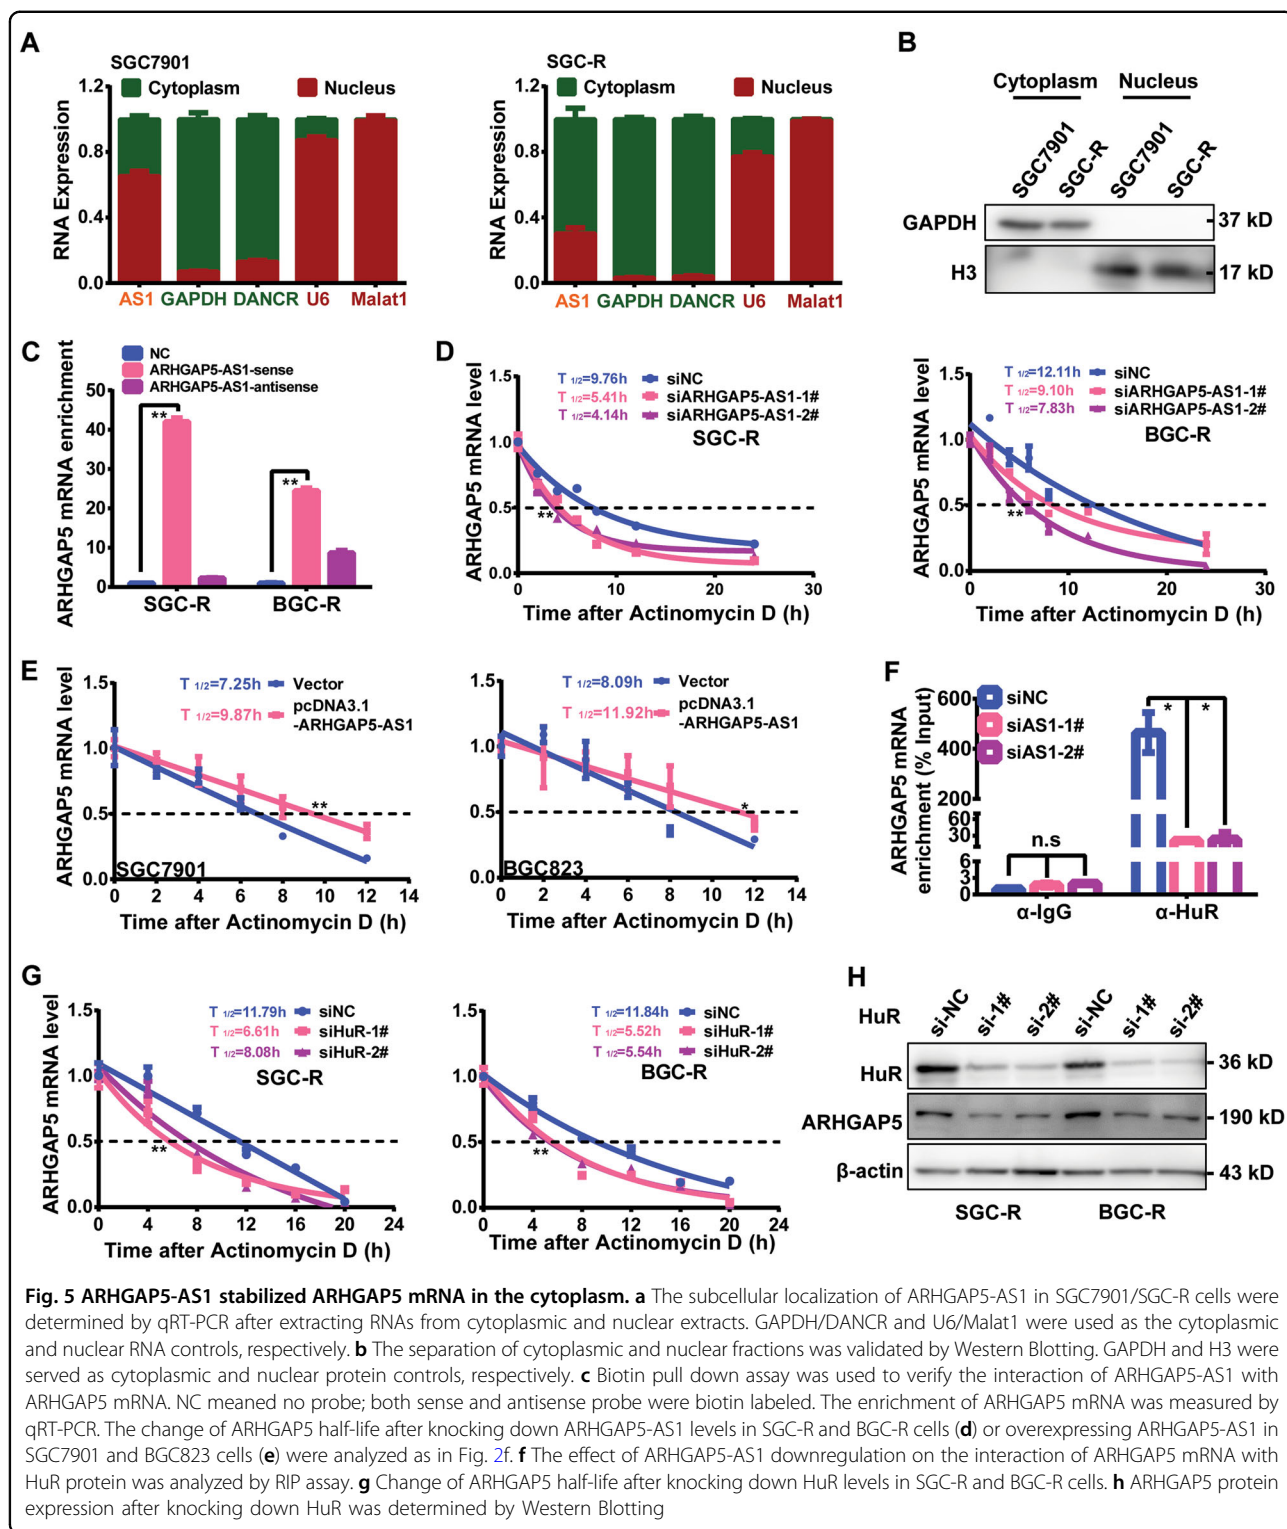 A
SGC7901
Cytoplasm
Nucleus
RNA Expression
1.2
0.8
0.4
0.0
AS1 GAPDH DANCR U6 Malat1
SGC-R
Cytoplasm
Nucleus
RNA Expression
1.2
0.8
0.4
0.0
AS1 GAPDH DANCR U6 Malat1
B
Cytoplasm Nucleus
SGC7901 SGC-R SGC7901 SGC-R
GAPDH
37 kD
H3
17 kD
C
NC
ARHGAP5-AS1-sense
ARHGAP5-AS1-antisense
ARHGAP5 mRNA enrichment
50
40
30
20
10
0
**
**
SGC-R BGC-R
D
ARHGAP5 mRNA level
1.5
1.0
0.5
0.0
T 1/2=9.76h siNC
T 1/2=5.41h siARHGAP5-AS1-1#
T 1/2=4.14h siARHGAP5-AS1-2#
SGC-R
**
0 10 20 30
Time after Actinomycin D (h)
ARHGAP5 mRNA level
1.5
1.0
0.5
0.0
T 1/2=12.11h siNC
T 1/2=9.10h siARHGAP5-AS1-1#
T 1/2=7.83h siARHGAP5-AS1-2#
BGC-R
**
0 10 20 30
Time after Actinomycin D (h)
E
ARHGAP5 mRNA level
1.5
1.0
0.5
0.0
T 1/2=7.25h Vector
T 1/2=9.87h pcDNA3.1
-ARHGAP5-AS1
**
SGC7901
0 2 4 6 8 10 12 14
Time after Actinomycin D (h)
ARHGAP5 mRNA level
1.5
1.0
0.5
0.0
T 1/2=8.09h Vector
T 1/2=11.92h pcDNA3.1
-ARHGAP5-AS1
*
BGC823
0 2 4 6 8 10 12 14
Time after Actinomycin D (h)
F
ARHGAP5 mRNA
enrichment (% Input)
600
400
200
60
30
6
3
0
siNC
siAS1-1#
siAS1-2#
* *
n.s
α-IgG α-HuR
G
ARHGAP5 mRNA level
1.5
1.0
0.5
0.0
T 1/2=11.79h siNC
T 1/2=6.61h siHuR-1#
T 1/2=8.08h siHuR-2#
SGC-R
**
0 4 8 12 16 20 24
Time after Actinomycin D (h)
ARHGAP5 mRNA level
1.5
1.0
0.5
0.0
T 1/2=11.84h siNC
T 1/2=5.52h siHuR-1#
T 1/2=5.54h siHuR-2#
BGC-R
**
0 4 8 12 16 20 24
Time after Actinomycin D (h)
H
HuR si-NC si-1# si-2# si-NC si-1# si-2#
HuR
36 kD
ARHGAP5
190 kD
β-actin
43 kD
SGC-R BGC-R
Fig. 5 ARHGAP5-AS1 stabilized ARHGAP5 mRNA in the cytoplasm. a The subcellular localization of ARHGAP5-AS1 in SGC7901/SGC-R cells were
determined by qRT-PCR after extracting RNAs from cytoplasmic and nuclear extracts. GAPDH/DANCR and U6/Malat1 were used as the cytoplasmic
and nuclear RNA controls, respectively. b The separation of cytoplasmic and nuclear fractions was validated by Western Blotting. GAPDH and H3 were
served as cytoplasmic and nuclear protein controls, respectively. c Biotin pull down assay was used to verify the interaction of ARHGAP5-AS1 with
ARHGAP5 mRNA. NC meaned no probe; both sense and antisense probe were biotin labeled. The enrichment of ARHGAP5 mRNA was measured by
qRT-PCR. The change of ARHGAP5 half-life after knocking down ARHGAP5-AS1 levels in SGC-R and BGC-R cells (d) or overexpressing ARHGAP5-AS1 in
SGC7901 and BGC823 cells (e) were analyzed as in Fig. 2f. f The effect of ARHGAP5-AS1 downregulation on the interaction of ARHGAP5 mRNA with
HuR protein was analyzed by RIP assay. g Change of ARHGAP5 half-life after knocking down HuR levels in SGC-R and BGC-R cells. h ARHGAP5 protein
expression after knocking down HuR was determined by Western Blotting